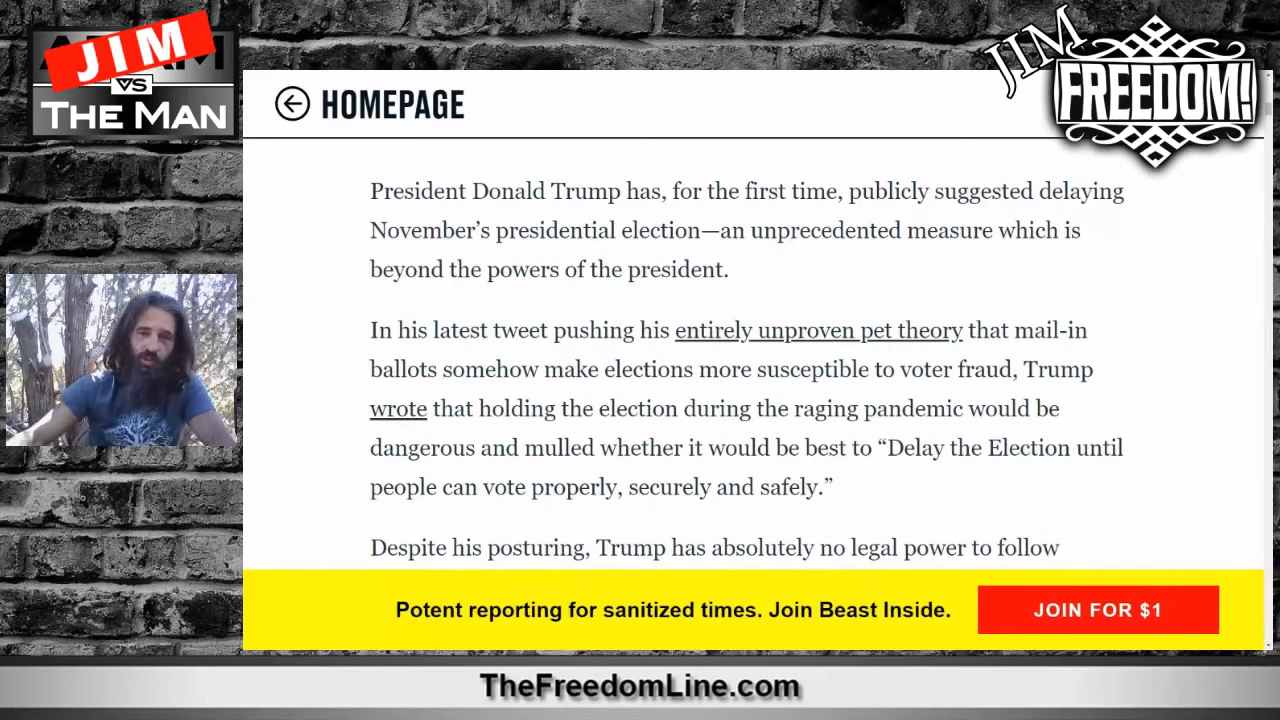 JIM
VS
THE MAN
JIM
FREEDOM!
HOMEPAGE
President Donald Trump has, for the first time, publicly suggested delaying
November’s presidential election—an unprecedented measure which is
beyond the powers of the president.
In his latest tweet pushing his entirely unproven pet theory that mail-in
ballots somehow make elections more susceptible to voter fraud, Trump
wrote that holding the election during the raging pandemic would be
dangerous and mulled whether it would be best to “Delay the Election until
people can vote properly, securely and safely.”
Despite his posturing, Trump has absolutely no legal power to follow
Potent reporting for sanitized times. Join Beast Inside.
JOIN FOR $1
TheFreedomLine.com